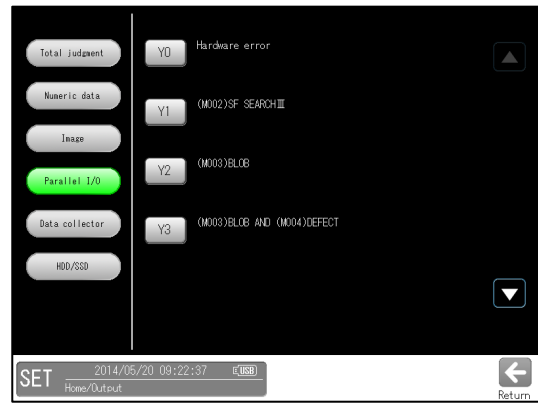 Total judgment
Numeric data
Image
Parallel I/O
Data collector
HDD/SSD
Y0 Hardware error
Y1 (M002)SF SEARCHⅢ
Y2 (M003)BLOB
Y3 (M003)BLOB AND (M004)DEFECT
SET 2014/05/20 09:22:37 E(USB)
Home/Output
Return